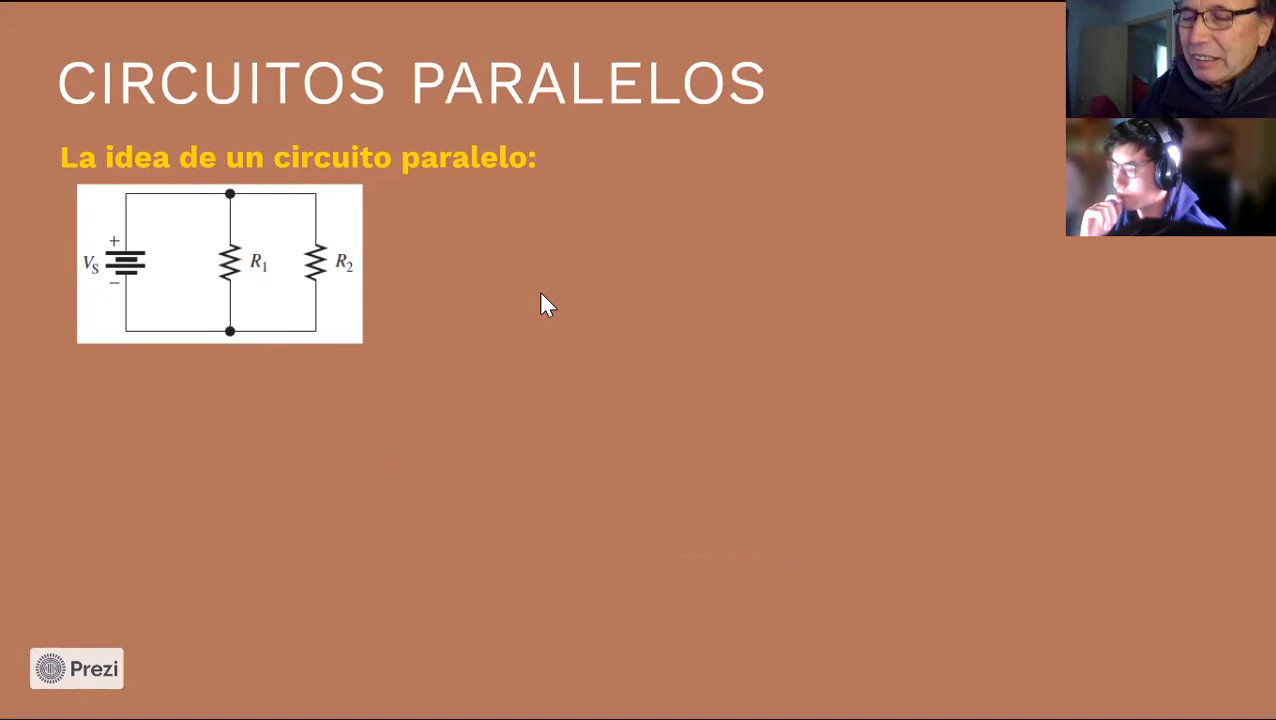 CIRCUITOS PARALELOS
La idea de un circuito paralelo:
+
VS
−
R1
R2
Prezi